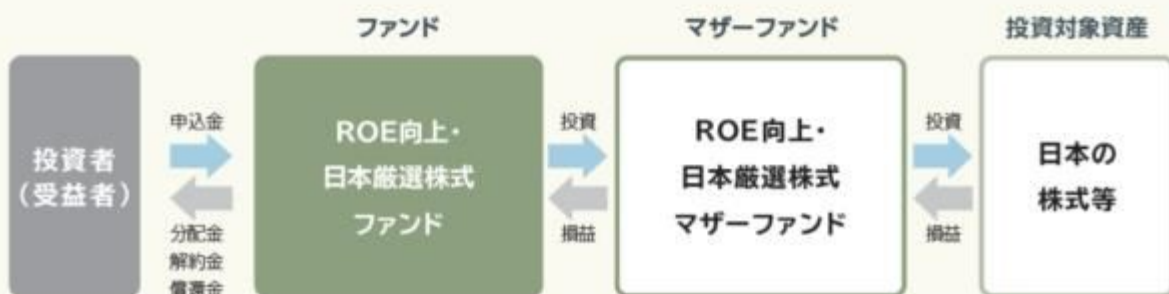 ファンド
マザーファンド
投資対象資産
投資者
(受益者)
申込金
分配金
解約金
償還金
ROE向上・
日本厳選株式
ファンド
投資
損益
ROE向上・
日本厳選株式
マザーファンド
投資
損益
日本の
株式等